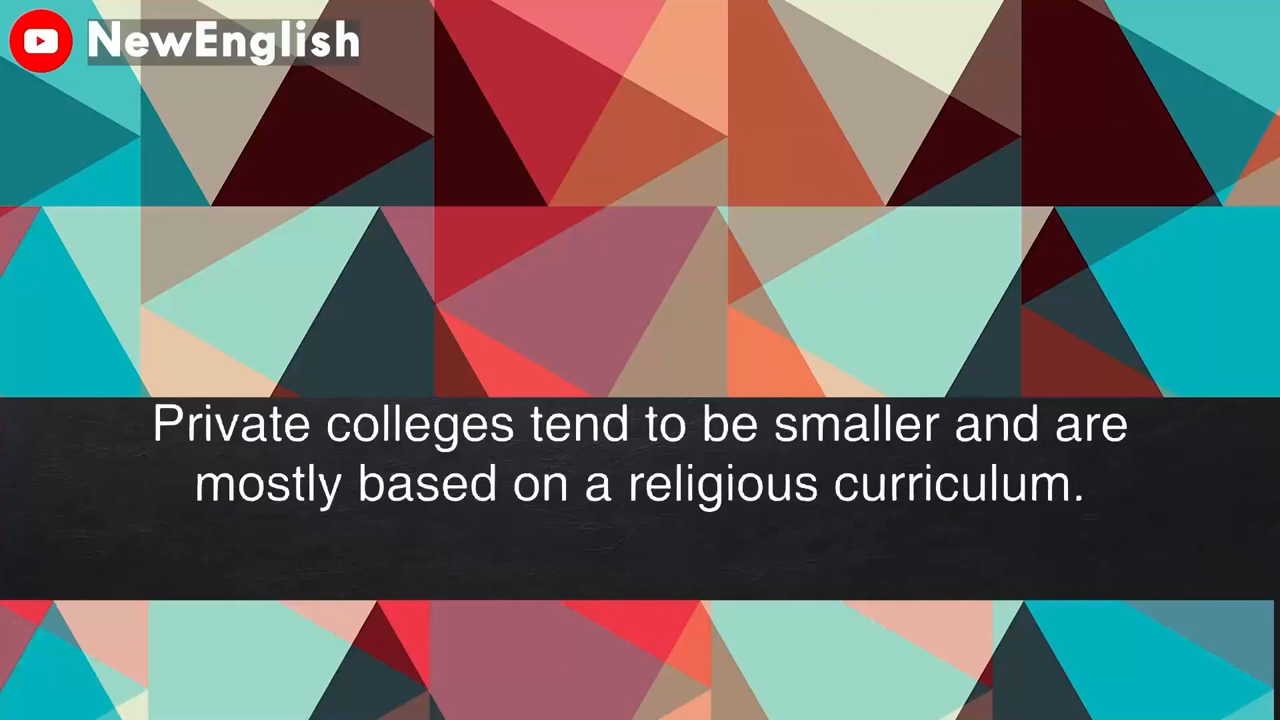 NewEnglish
Private colleges tend to be smaller and are
mostly based on a religious curriculum.